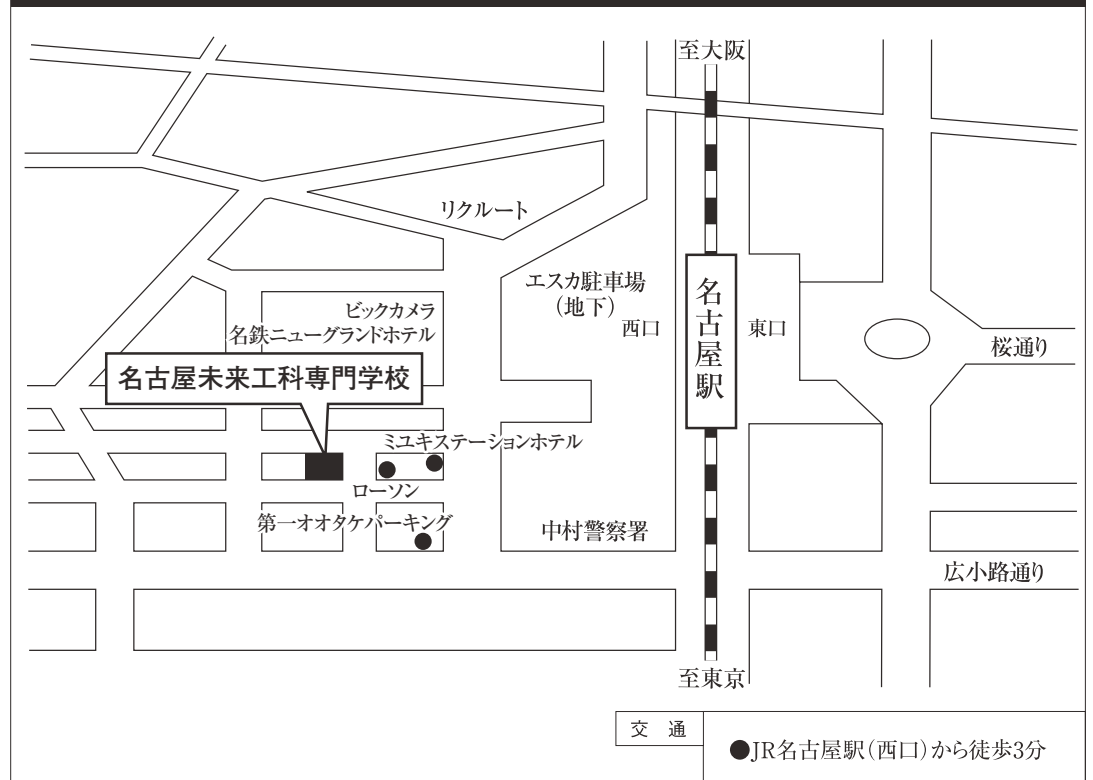 至大阪
リクルート
エスカ駐車場
（地下）
西口
名古屋駅
東口
ビックカメラ
名鉄ニューグランドホテル
桜通り
名古屋未来工科専門学校
ミユキステーションホテル
ローソン
第一オオタケパーキング
中村警察署
広小路通り
至東京
交 通
●JR名古屋駅（西口）から徒歩3分